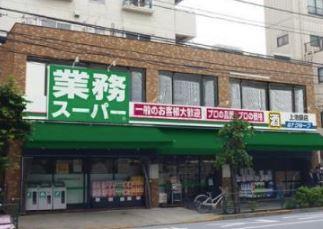 業務
スーパー
一般のお客様大歓迎
プロの品質 プロの価格
酒
上池袋店